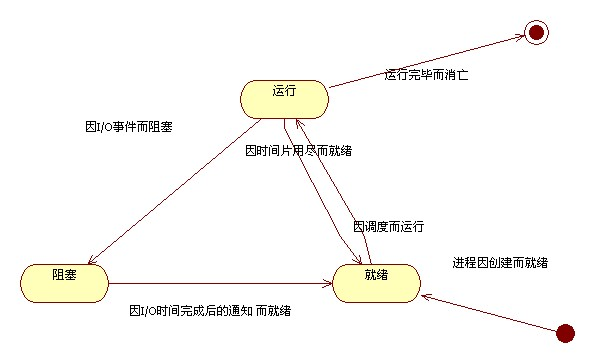 运行完毕而消亡
运行
因I/O事件而阻塞
因时间片用尽而就绪
因调度而运行
进程因创建而就绪
阻塞
就绪
因I/O时间完成后的通知 而就绪